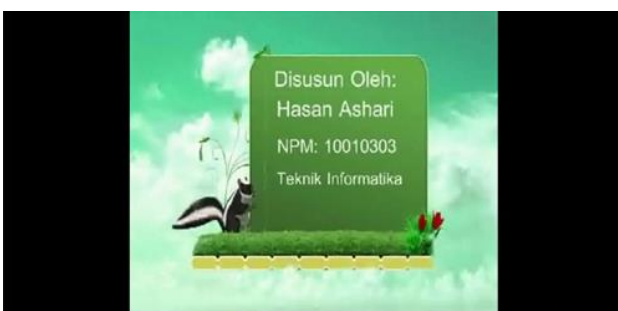 Disusun Oleh:
Hasan Ashari
NPM: 10010303
Teknik Informatika